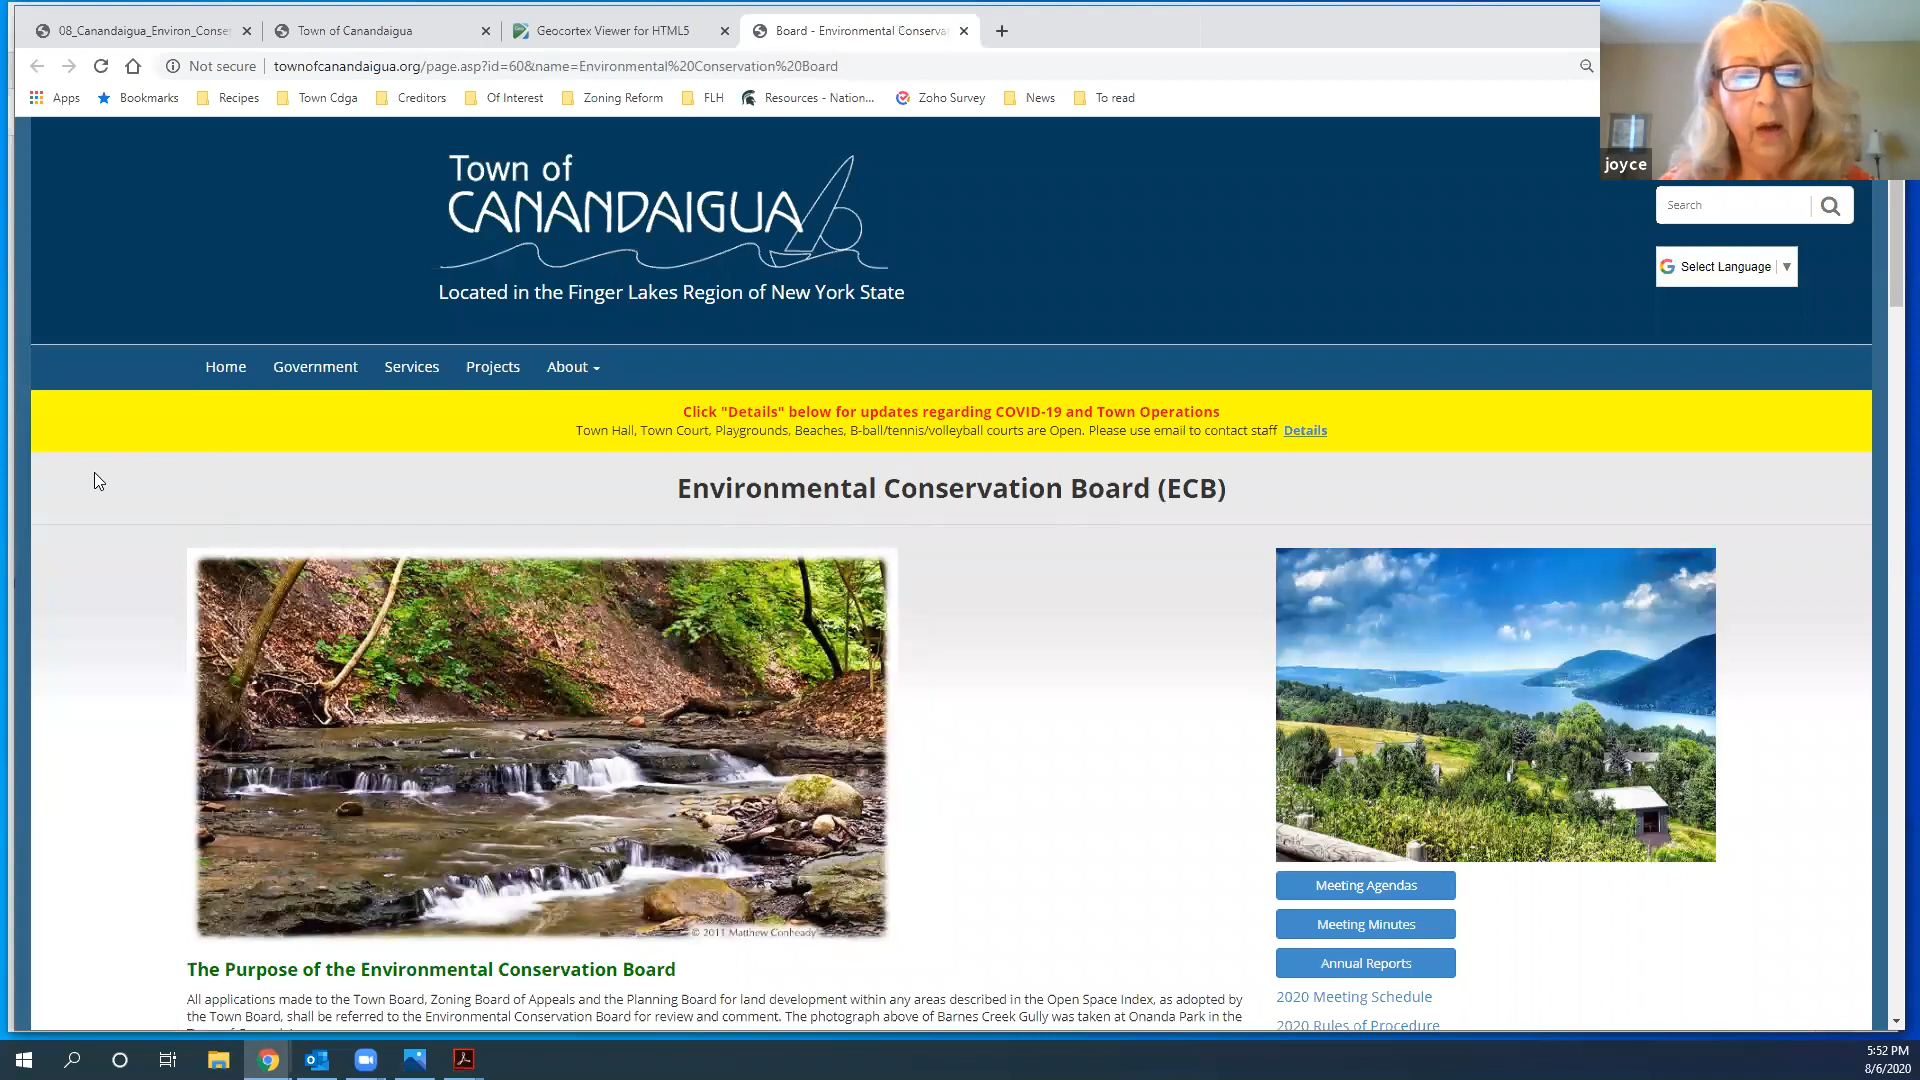 08_Canandaigua_Environ_Conse
Town of Canandaigua
Geocortex Viewer for HTML5
Board - Environmental Conserva
Not secure
townofcanandaigua.org/page.asp?id=60&name=Environmental%20Conservation%20Board
Apps
Bookmarks
Recipes
Town Cdga
Creditors
Of Interest
Zoning Reform
FLH
Resources - Nation...
Zoho Survey
News
To read
joyce
Town of
CANANDAIGUA
Located in the Finger Lakes Region of New York State
Search
Select Language
Home
Government
Services
Projects
About
Click "Details" below for updates regarding COVID-19 and Town Operations
Town Hall, Town Court, Playgrounds, Beaches, B-ball/tennis/volleyball courts are Open. Please use email to contact staff Details
Environmental Conservation Board (ECB)
© 2011 Matthew Conheady
Meeting Agendas
Meeting Minutes
Annual Reports
2020 Meeting Schedule
2020 Rules of Procedure
The Purpose of the Environmental Conservation Board
All applications made to the Town Board, Zoning Board of Appeals and the Planning Board for land development within any areas described in the Open Space Index, as adopted by
the Town Board, shall be referred to the Environmental Conservation Board for review and comment. The photograph above of Barnes Creek Gully was taken at Onanda Park in the
5:52 PM
8/6/2020